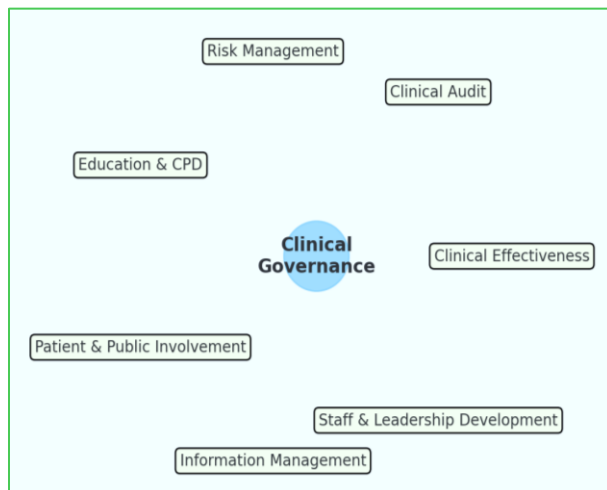 Risk Management
Clinical Audit
Education & CPD
Clinical
Governance
Clinical Effectiveness
Patient & Public Involvement
Staff & Leadership Development
Information Management